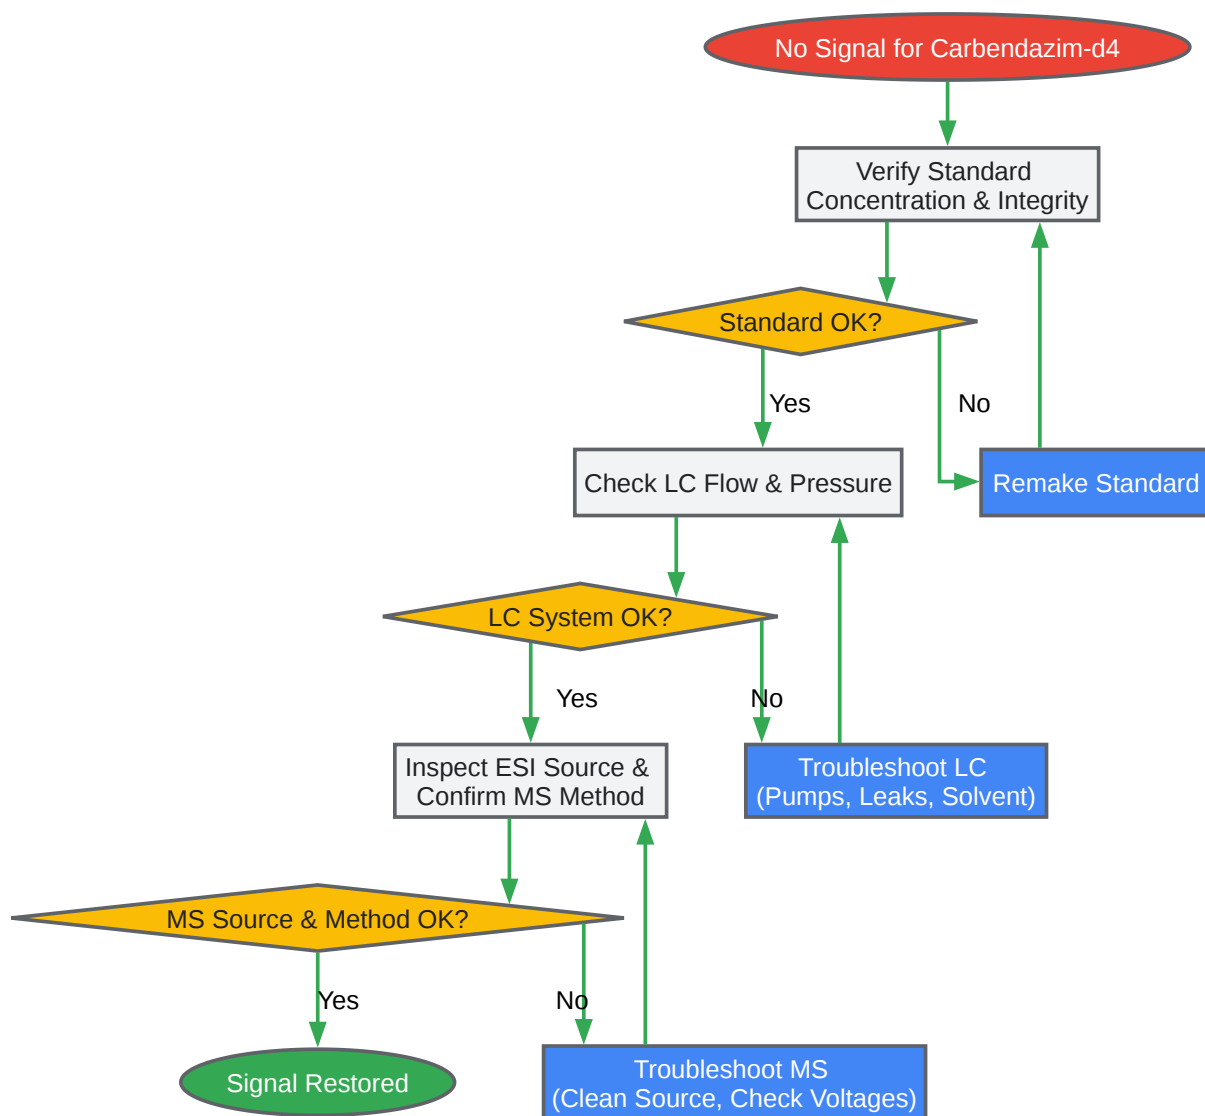 No Signal for Carbendazim-d4
Verify Standard
Concentration & Integrity
Standard OK?
Yes
No
Check LC Flow & Pressure
Remake Standard
LC System OK?
Yes
No
Inspect ESI Source &
Confirm MS Method
Troubleshoot LC
(Pumps, Leaks, Solvent)
MS Source & Method OK?
Yes
No
Signal Restored
Troubleshoot MS
(Clean Source, Check Voltages)